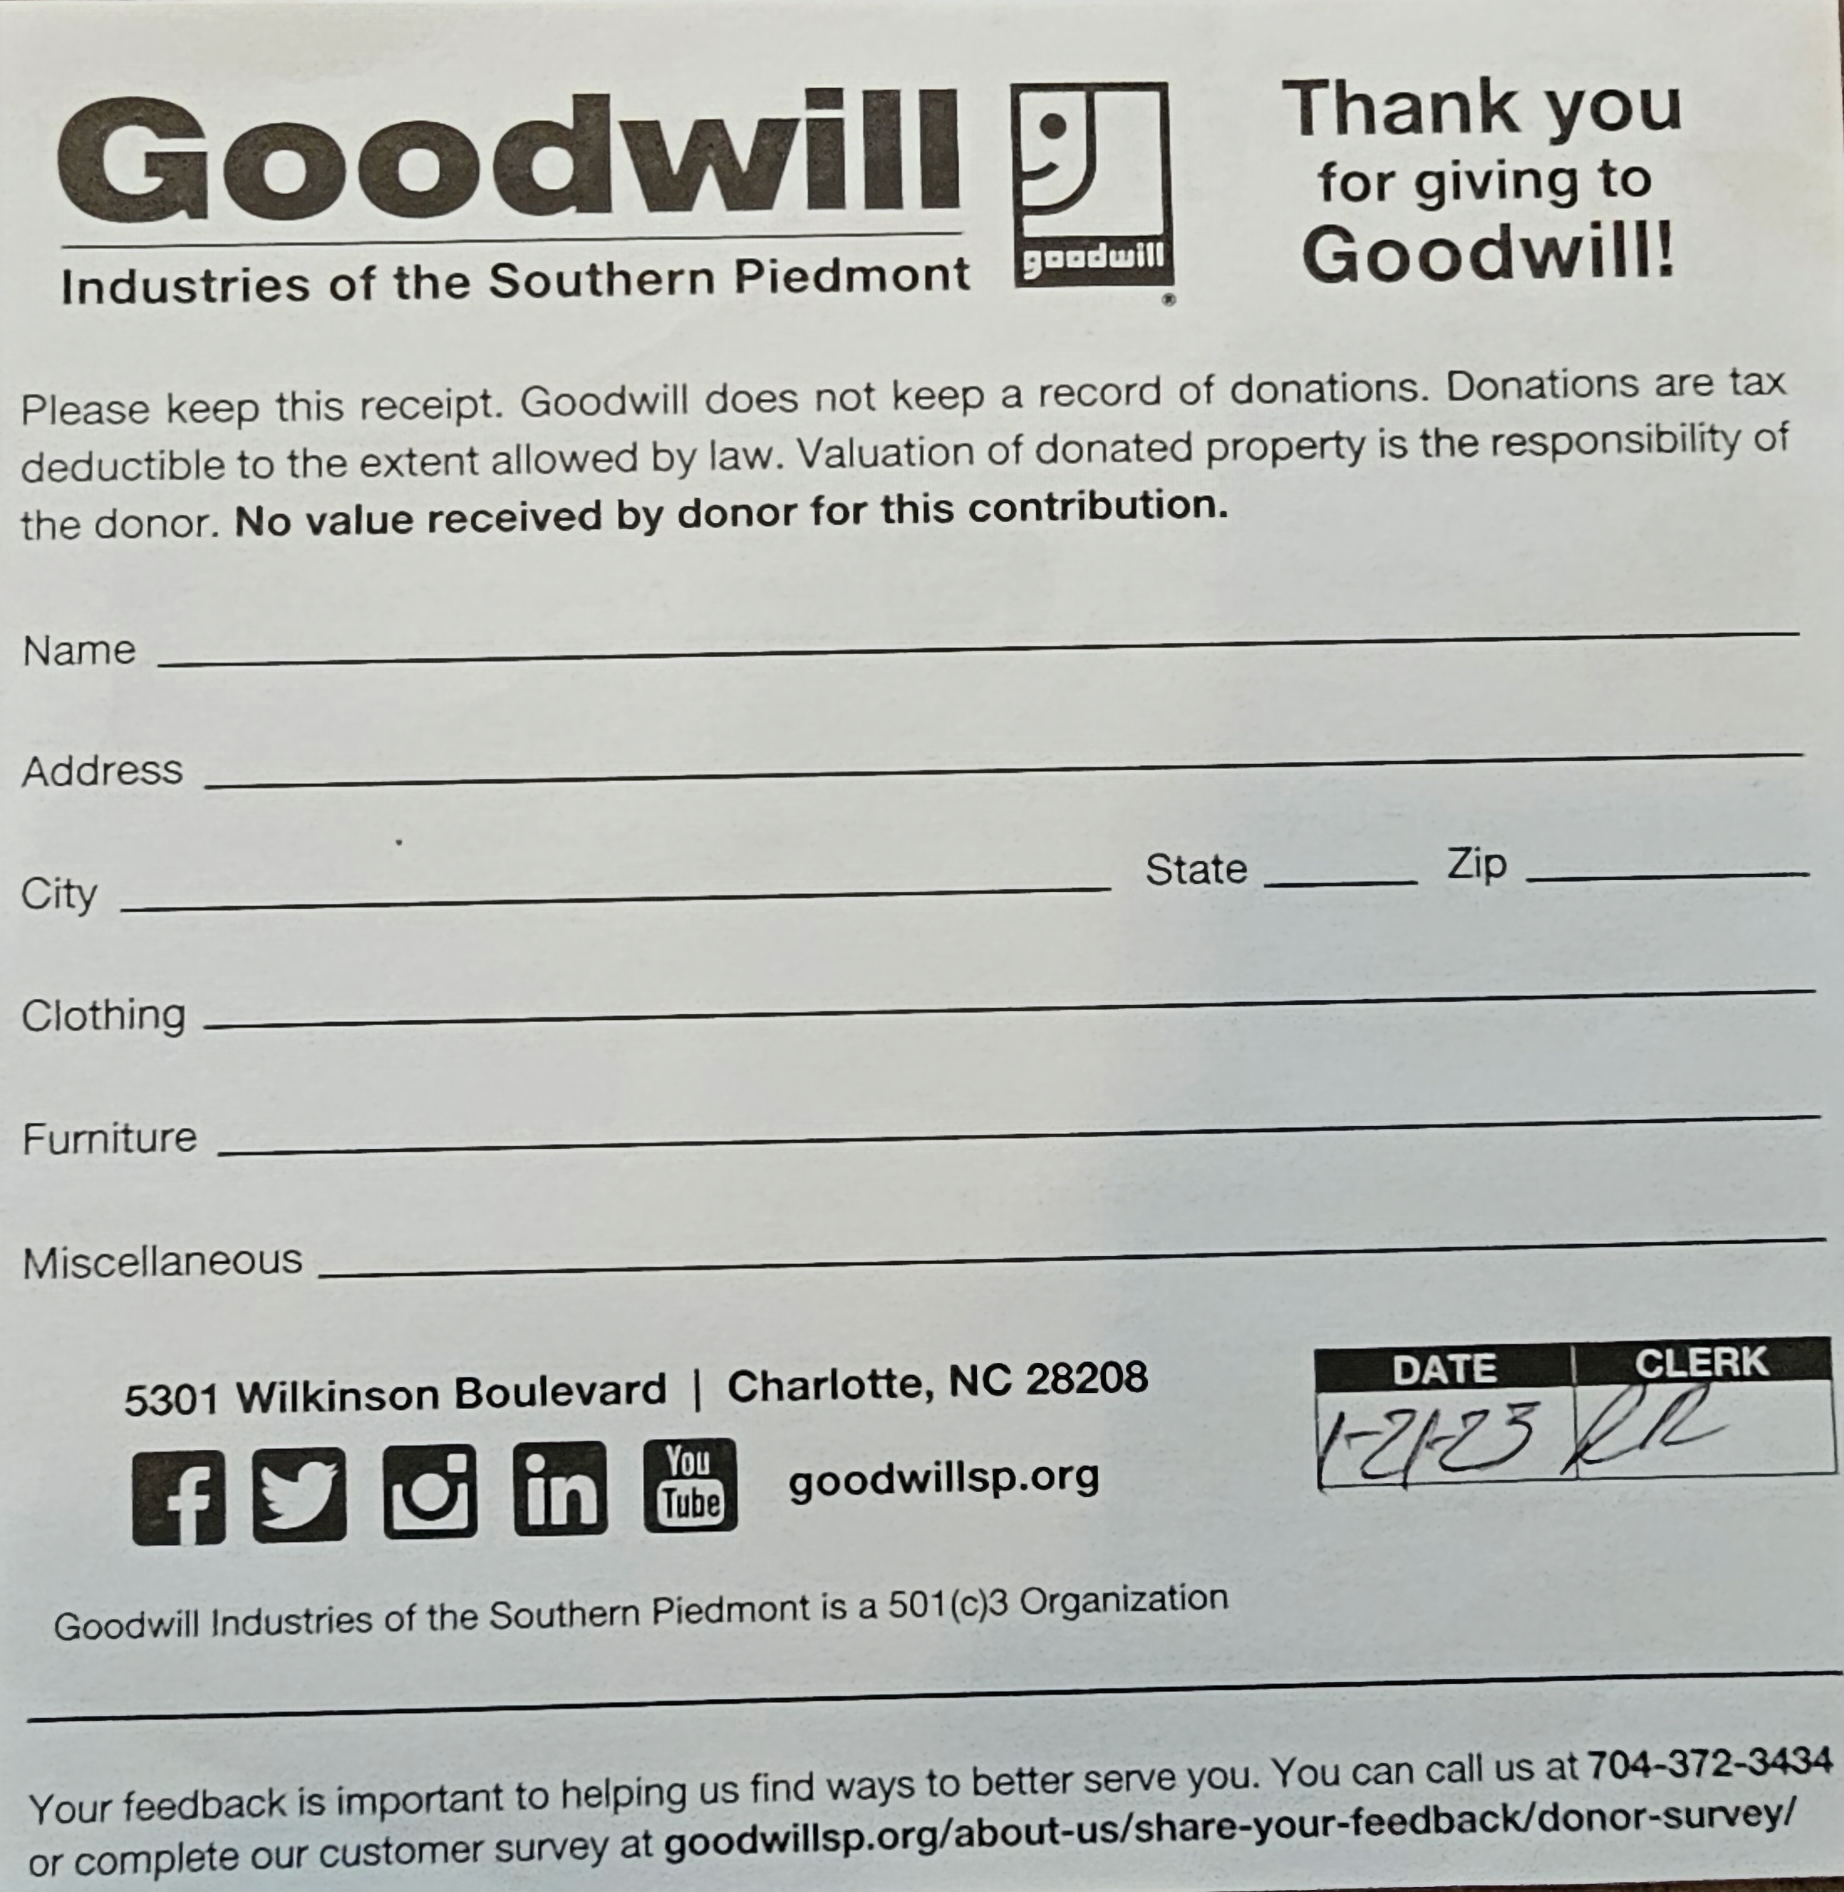 Goodwill
Industries of the Southern Piedmont
goodwill
®
Thank you
for giving to
Goodwill!
Please keep this receipt. Goodwill does not keep a record of donations. Donations are tax
deductible to the extent allowed by law. Valuation of donated property is the responsibility of
the donor. No value received by donor for this contribution.
Name
Address
City State Zip
Clothing
Furniture
Miscellaneous
5301 Wilkinson Boulevard | Charlotte, NC 28208
DATE CLERK
1-21-23 RR
f in You Tube goodwillsp.org
Goodwill Industries of the Southern Piedmont is a 501(c)3 Organization
Your feedback is important to helping us find ways to better serve you. You can call us at 704-372-3434
or complete our customer survey at goodwillsp.org/about-us/share-your-feedback/donor-survey/